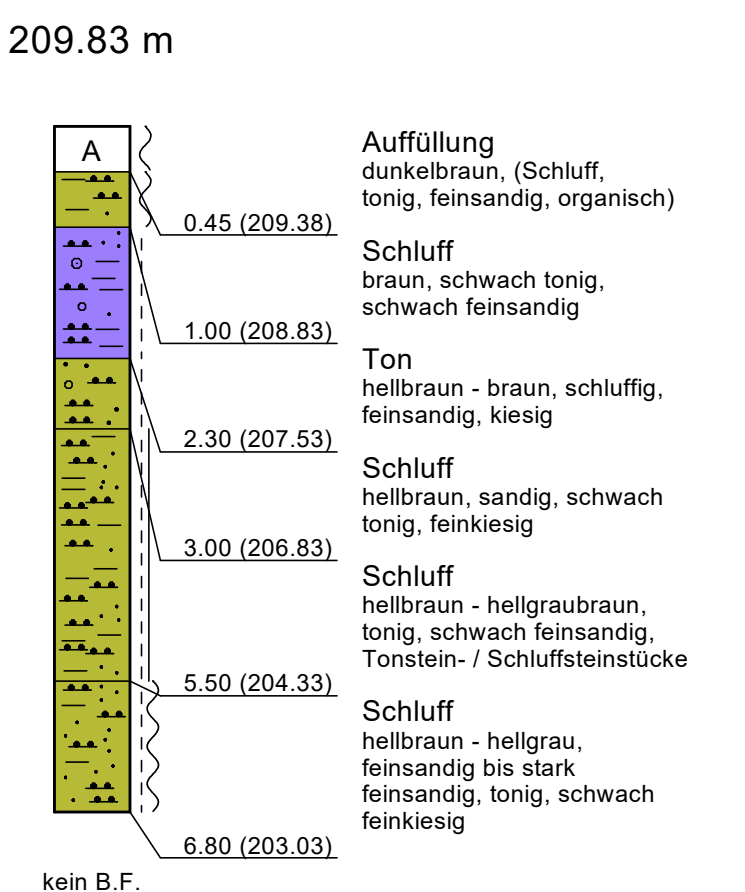 209.83 m
A
Auffüllung
dunkelbraun, (Schluff,
tonig, feinsandig, organisch)
0.45 (209.38)
Schluff
braun, schwach tonig,
schwach feinsandig
1.00 (208.83)
Ton
hellbraun - braun, schluffig,
feinsandig, kiesig
2.30 (207.53)
Schluff
hellbraun, sandig, schwach
tonig, feinkiesig
3.00 (206.83)
Schluff
hellbraun - hellgraubraun,
tonig, schwach feinsandig,
Tonstein- / Schluffsteinstücke
5.50 (204.33)
Schluff
hellbraun - hellgrau,
feinsandig bis stark
feinsandig, tonig, schwach
feinkiesig
6.80 (203.03)
kein B.F.